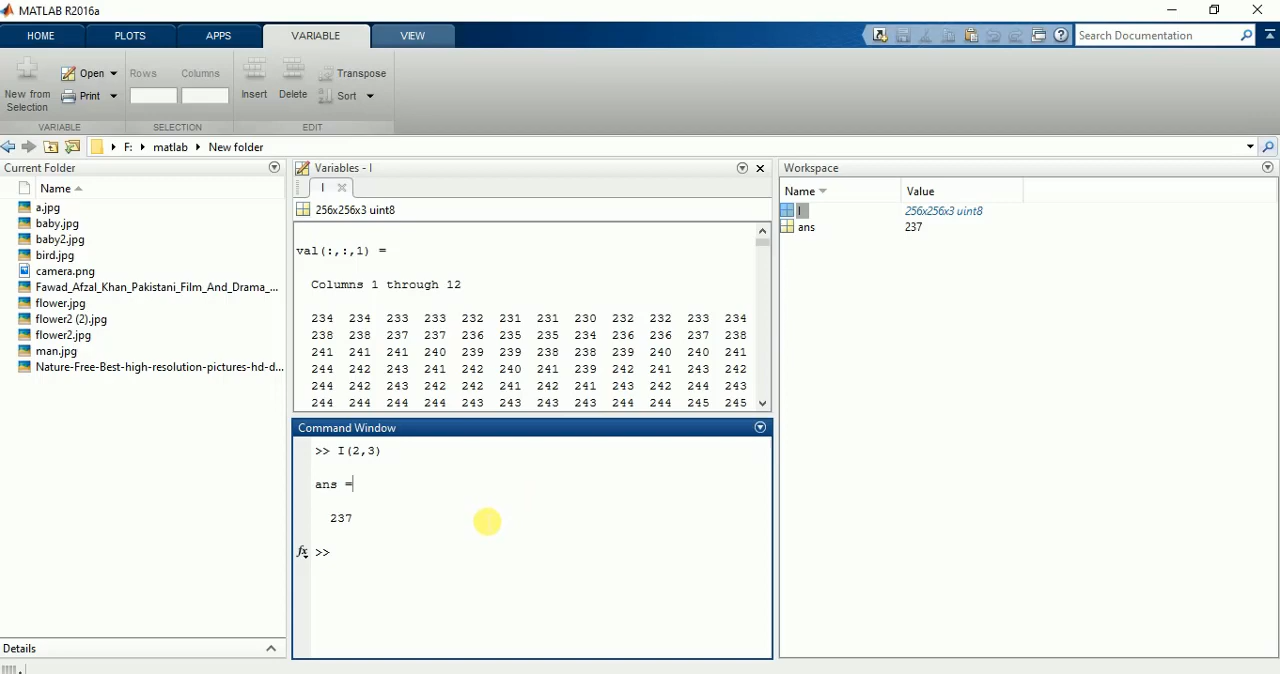 MATLAB R2016a
HOME PLOTS APPS VARIABLE VIEW
Search Documentation
New from Selection
Open
Print
Rows Columns
Insert
Delete
Transpose
Sort
VARIABLE SELECTION EDIT
F: matlab New folder
Current Folder
Name
a.jpg
baby.jpg
baby2.jpg
bird.jpg
camera.png
Fawad_Afzal_Khan_Pakistani_Film_And_Drama_...
flower.jpg
flower2 (2).jpg
flower2.jpg
man.jpg
Nature-Free-Best-high-resolution-pictures-hd-d...
Details
Variables - I
I
256x256x3 uint8
val(:,:,1) =
Columns 1 through 12
234 234 233 233 232 231 231 230 232 232 233 234
238 238 237 237 236 235 235 234 236 236 237 238
241 241 241 240 239 239 238 238 239 240 240 241
244 242 243 241 242 240 241 239 242 241 243 242
244 242 243 242 242 241 242 241 243 242 244 243
244 244 244 244 243 243 243 243 244 244 245 245
Command Window
>> I(2,3)
ans =
237
fx >>
Workspace
Name Value
I 256x256x3 uint8
ans 237